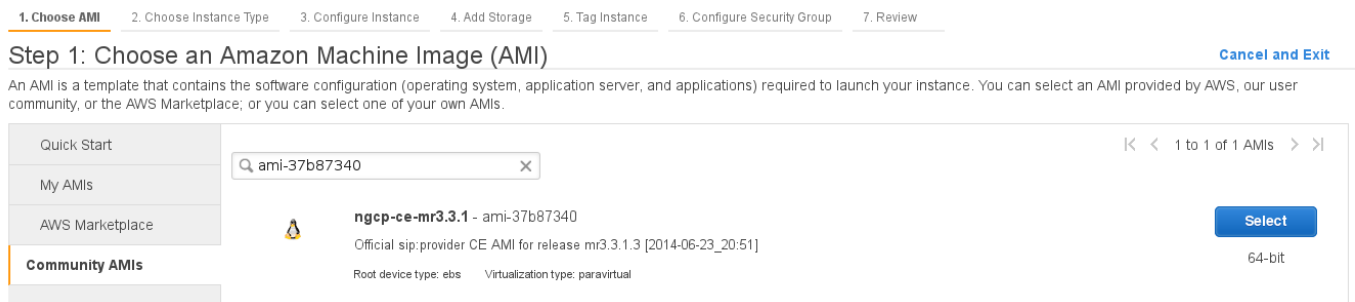 1. Choose AMI 2. Choose Instance Type 3. Configure Instance 4. Add Storage 5. Tag Instance 6. Configure Security Group 7. Review
Step 1: Choose an Amazon Machine Image (AMI)
Cancel and Exit
An AMI is a template that contains the software configuration (operating system, application server, and applications) required to launch your instance. You can select an AMI provided by AWS, our user
community, or the AWS Marketplace; or you can select one of your own AMIs.
Quick Start
My AMIs
AWS Marketplace
Community AMIs
1 to 1 of 1 AMIs
ami-37b87340
ngcp-ce-mr3.3.1 - ami-37b87340
Official sip:provider CE AMI for release mr3.3.1.3 [2014-06-23_20:51]
Root device type: ebs Virtualization type: paravirtual
Select
64-bit